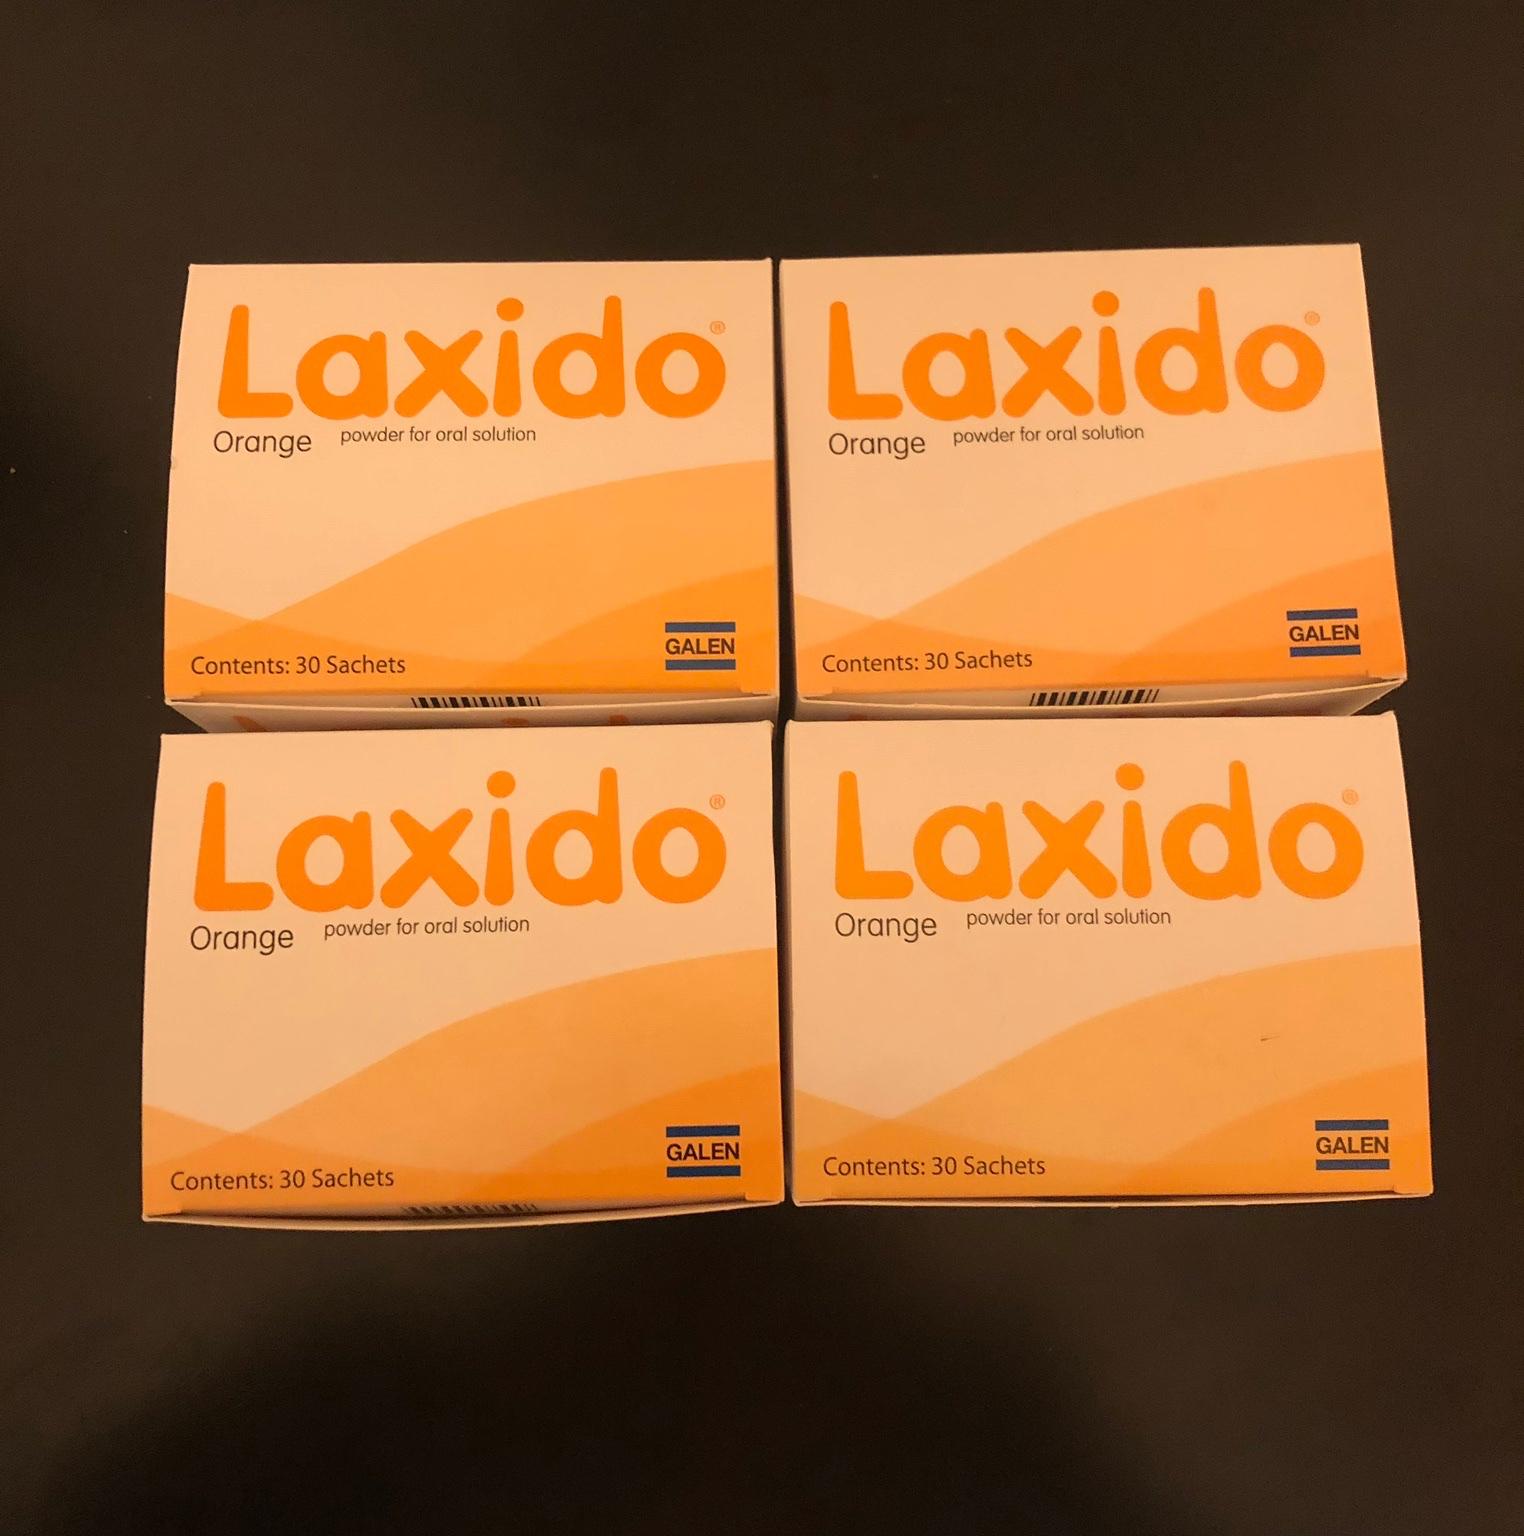 Laxido®
Orange powder for oral solution
Contents: 30 Sachets
GALEN
Laxido®
Orange powder for oral solution
Contents: 30 Sachets
GALEN
Laxido®
Orange powder for oral solution
Contents: 30 Sachets
GALEN
Laxido®
Orange powder for oral solution
Contents: 30 Sachets
GALEN